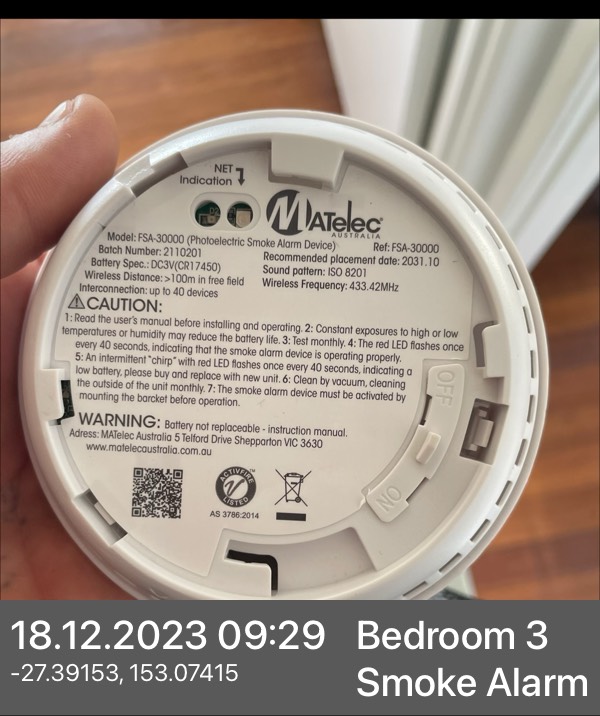 NET
Indication
MATelec
AUSTRALIA
Model: FSA-30000 (Photoelectric Smoke Alarm Device) Ref: FSA-30000
Batch Number: 2110201 Recommended placement date: 2031.10
Battery Spec.: DC3V(CR17450) Sound pattern: ISO 8201
Wireless Distance: >100m in free field Wireless Frequency: 433.42MHz
Interconnection: up to 40 devices
CAUTION:
1: Read the user's manual before installing and operating. 2: Constant exposures to high or low
temperatures or humidity may reduce the battery life. 3: Test monthly. 4: The red LED flashes once
every 40 seconds, indicating that the smoke alarm device is operating properly.
5: An intermittent "chirp" with red LED flashes once every 40 seconds, indicating a
low battery, please buy and replace with new unit. 6: Clean by vacuum, cleaning
the outside of the unit monthly. 7: The smoke alarm device must be activated by
mounting the barcket before operation.
WARNING: Battery not replaceable - instruction manual.
Adress: MATelec Australia 5 Telford Drive Shepparton VIC 3630
www.matelecaustralia.com.au
OFF
NO
ACTIVFIRE
LISTED
AS 3786:2014
18.12.2023 09:29
-27.39153, 153.07415
Bedroom 3
Smoke Alarm